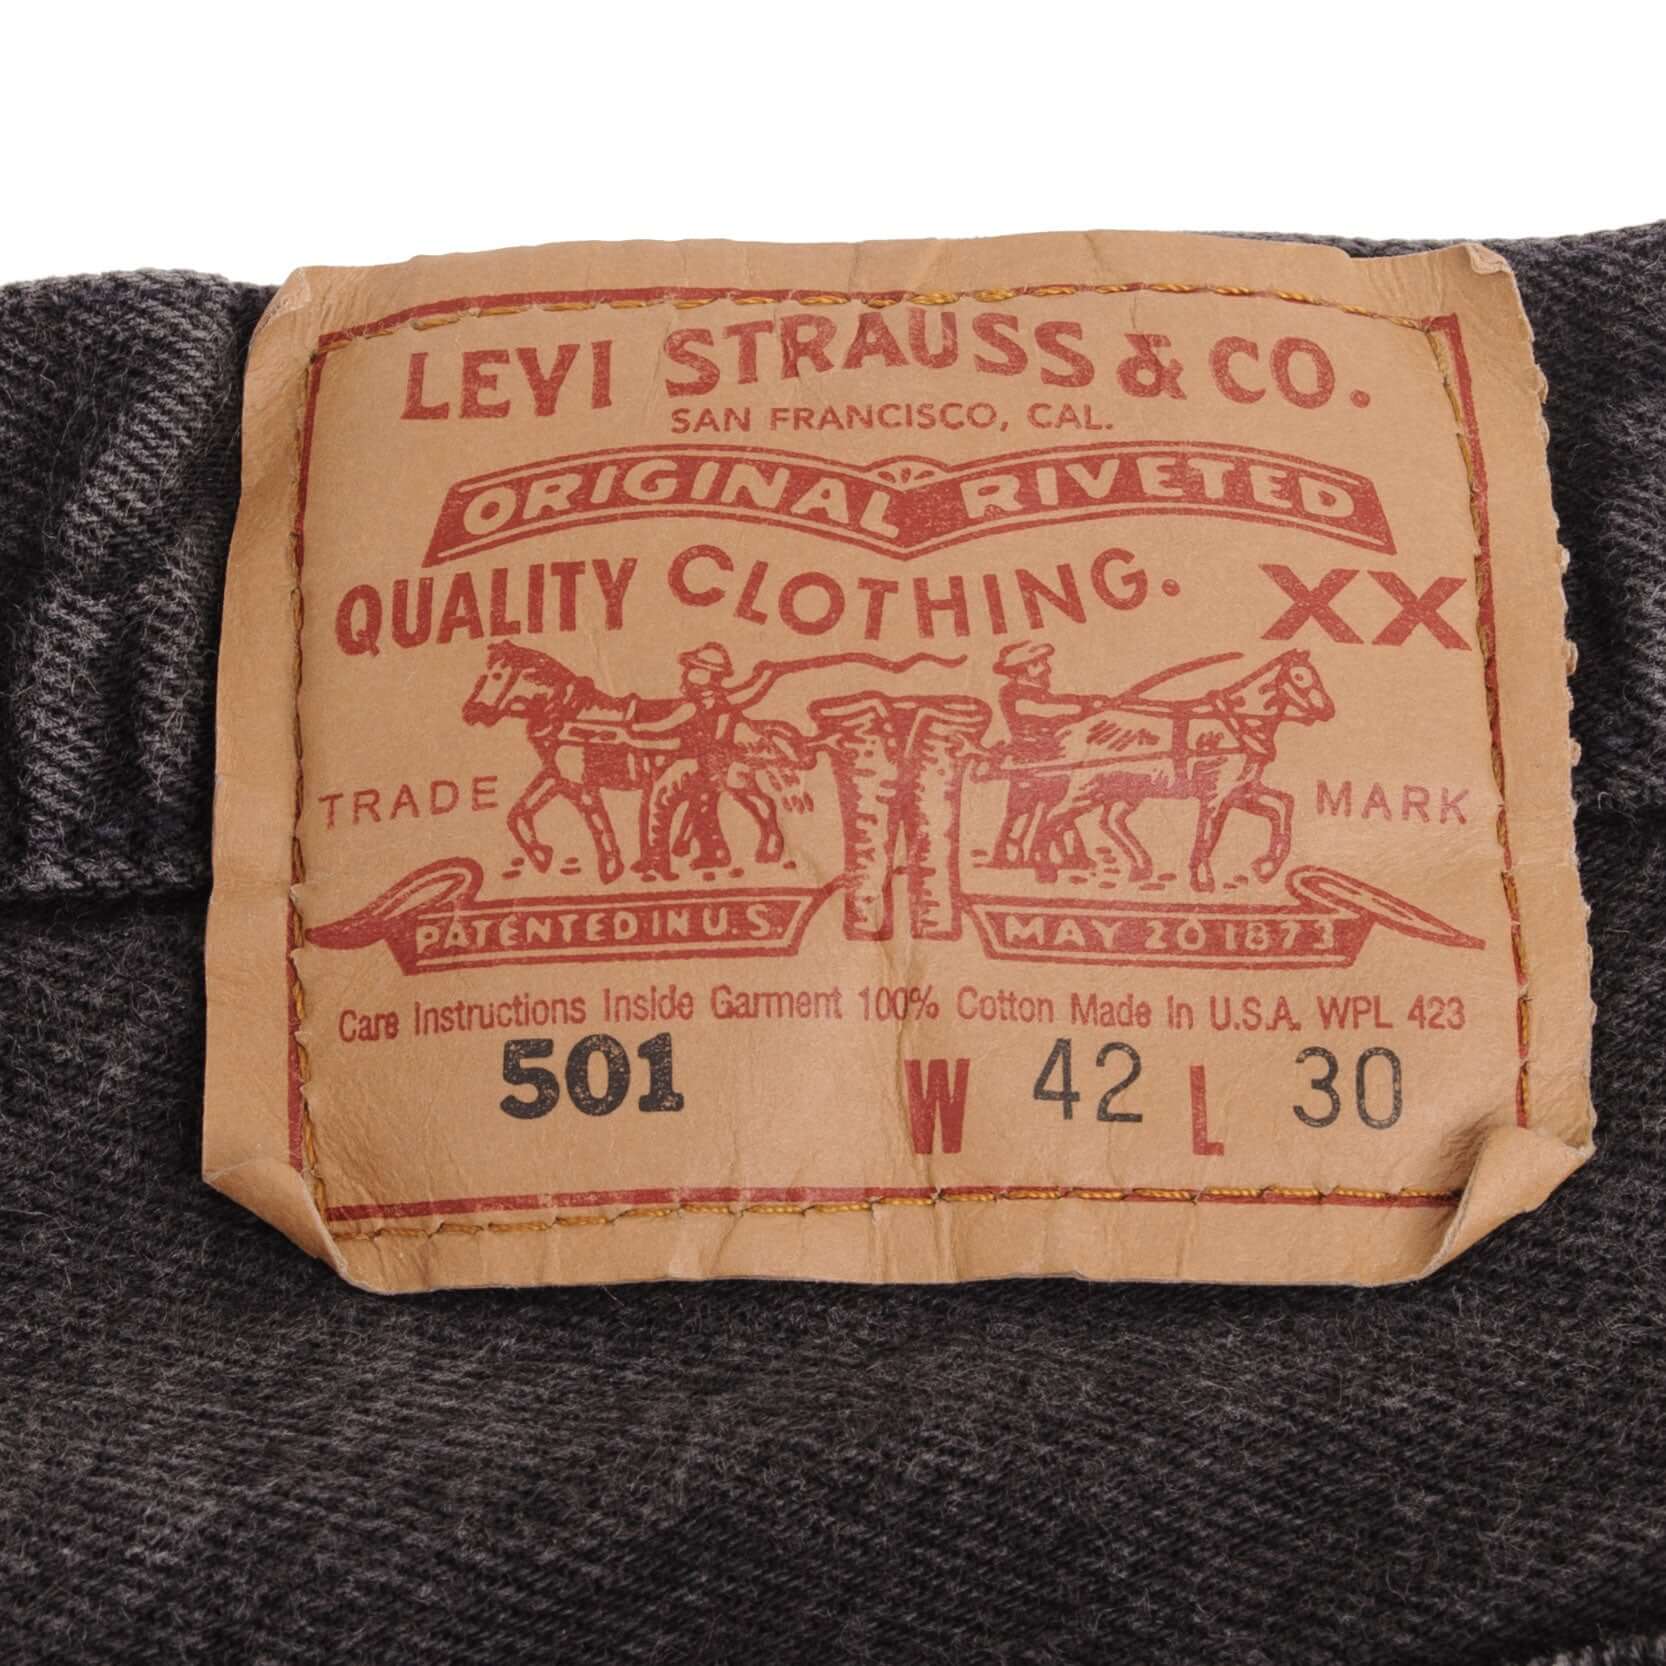 LEVI STRAUSS & CO.
SAN FRANCISCO, CAL.
ORIGINAL RIVETED
QUALITY CLOTHING. XX
TRADE MARK
PATENTED IN U.S. MAY 20 1873
Care Instructions Inside Garment 100% Cotton Made In U.S.A. WPL 423
501 W 42 L 30